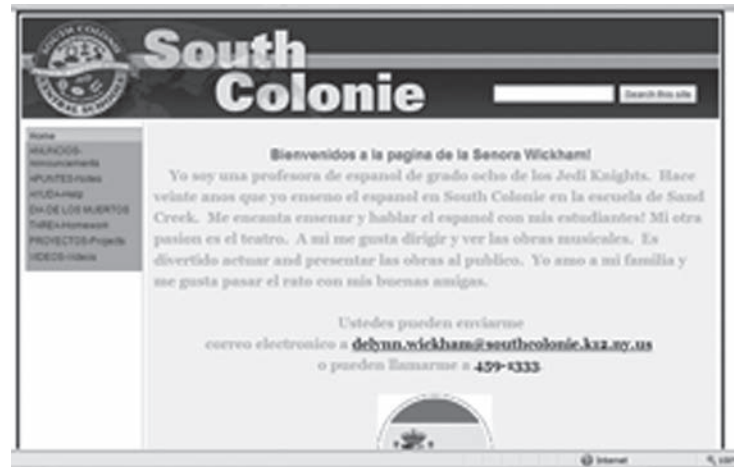 SOUTH COLONIE
CENTRAL SCHOOLS
South
Colonie
Search this site
Home
ANUNCIOS-
Announcements
APUNTES-Notes
AYUDA-Help
DIA DE LOS MUERTOS
TAREA-Homework
PROYECTOS-Projects
VIDEOS-Videos
Bienvenidos a la pagina de la Senora Wickham!
Yo soy una profesora de espanol de grado ocho de los Jedi Knights. Hace
veinte anos que yo enseno el espanol en South Colonie en la escuela de Sand
Creek. Me encanta ensenar y hablar el espanol con mis estudiantes! Mi otra
pasion es el teatro. A mi me gusta dirigir y ver las obras musicales. Es
divertido actuar and presentar las obras al publico. Yo amo a mi familia y
me gusta pasar el rato con mis buenas amigas.
Ustedes pueden enviarme
correo electronico a delynn.wickham@southcolonie.k12.ny.us
o pueden llamarme a 459-1333
Internet